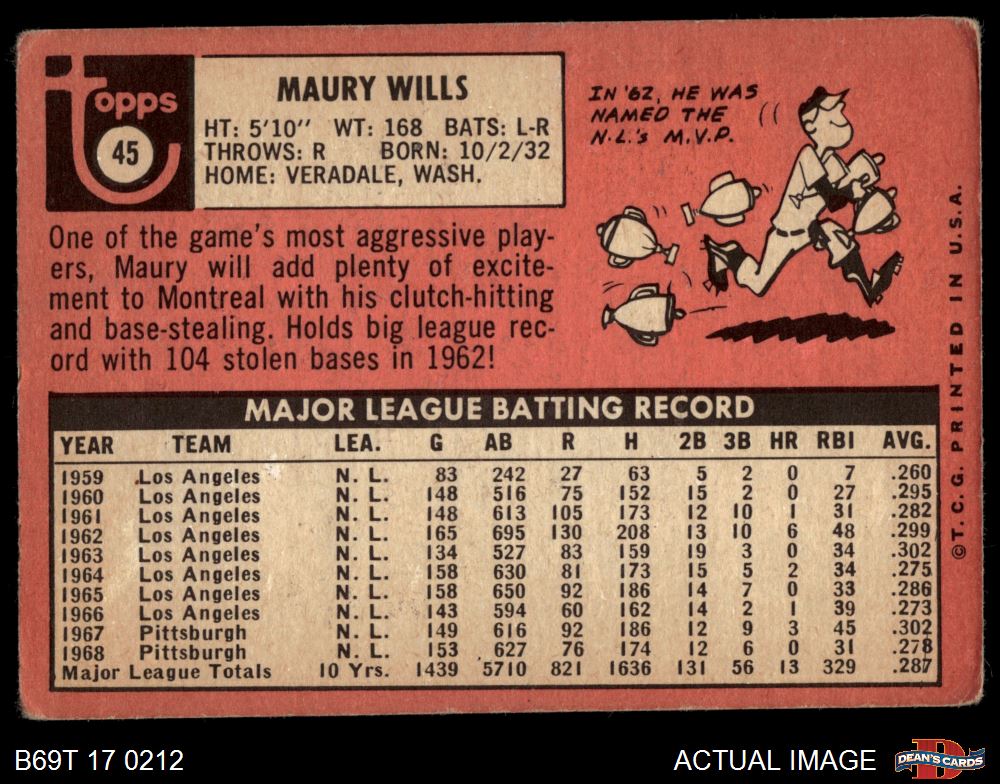 topps
45
MAURY WILLS
HT: 5'10" WT: 168 BATS: L-R
THROWS: R BORN: 10/2/32
HOME: VERADALE, WASH.
IN '62, HE WAS
NAMED THE
N.L.'s M.V.P.
One of the game's most aggressive play-
ers, Maury will add plenty of excite-
ment to Montreal with his clutch-hitting
and base-stealing. Holds big league rec-
ord with 104 stolen bases in 1962!
MAJOR LEAGUE BATTING RECORD
YEAR TEAM LEA. G AB R H 2B 3B HR RBI AVG.
1959 Los Angeles N. L. 83 242 27 63 5 2 0 7 .260
1960 Los Angeles N. L. 148 516 75 152 15 2 0 27 .295
1961 Los Angeles N. L. 148 613 105 173 12 10 1 31 .282
1962 Los Angeles N. L. 165 695 130 208 13 10 6 48 .299
1963 Los Angeles N. L. 134 527 83 159 19 3 0 34 .302
1964 Los Angeles N. L. 158 630 81 173 15 5 2 34 .275
1965 Los Angeles N. L. 158 650 92 186 14 7 0 33 .286
1966 Los Angeles N. L. 143 594 60 162 14 2 1 39 .273
1967 Pittsburgh N. L. 149 616 92 186 12 9 3 45 .302
1968 Pittsburgh N. L. 153 627 76 174 12 6 0 31 .278
Major League Totals 10 Yrs. 1439 5710 821 1636 131 56 13 329 .287
©T. C. G. PRINTED IN U.S.A.
B69T 17 0212
ACTUAL IMAGE
DEAN'S CARDS